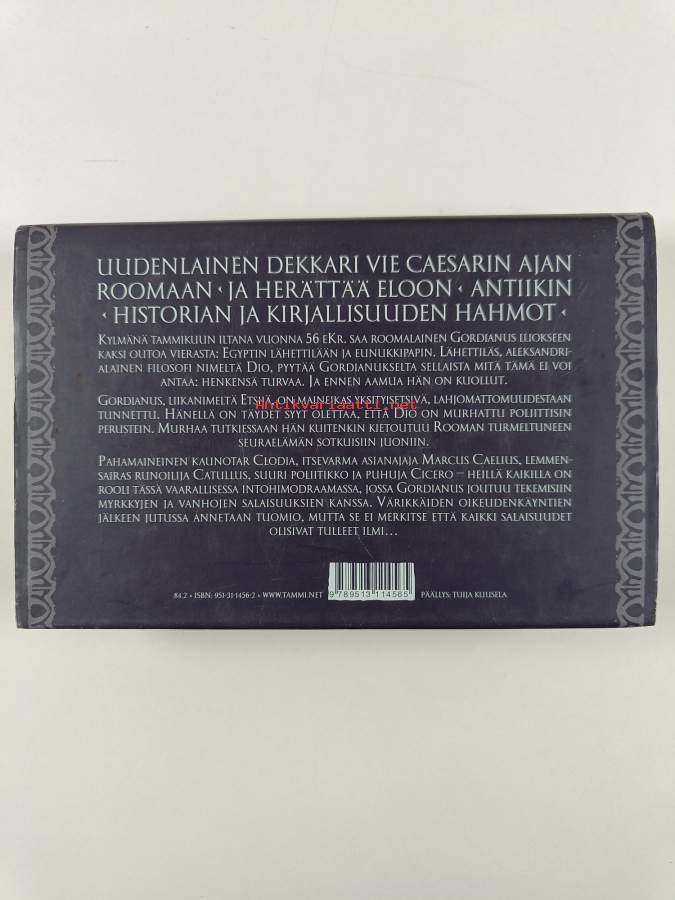 UUDENLAINEN DEKKARI VIE CAESARIN AJAN
ROOMAAN ‹ JA HERÄTTÄÄ ELOON ‹ ANTIIKIN
‹ HISTORIAN JA KIRJALLISUUDEN HAHMOT ‹
KYLMÄNÄ TAMMIKUUN ILTANA VUONNA 56 EKR. SAA ROOMALAINEN GORDIANUS LUOKSEEN
KAKSI OUTOA VIERASTA: EGYPTIN LÄHETTILÄÄN JA EUNUKKIPAPIN. LÄHETTILÄS, ALEKSANDRI-
ALAINEN FILOSOFI NIMELTÄ DIO, PYYTÄÄ GORDIANUKSELTA SELLAISTA MITÄ TÄMÄ EI VOI
ANTAA: HENKENSÄ TURVAA. JA ENNEN AAMUA HÄN ON KUOLLUT.
GORDIANUS, LIIKANIMELTÄ ETSIJÄ, ON MAINEKAS YKSITYISETSIVÄ, LAHJOMATTOMUUDESTAAN
Antikvariaatti.net
TUNNETTU. HÄNELLÄ ON TÄYDET SYYT OLETTAA, ETTÄ DIO ON MURHATTU POLIITTISIN
PERUSTEIN. MURHAA TUTKIESSAAN HÄN KUITENKIN KIETOUTUU ROOMAN TURMELTUNEEN
SEURAELÄMÄN SOTKUISIIN JUONIIN.
PAHAMAINEINEN KAUNOTAR CLODIA, ITSEVARMA ASIANAJAJA MARCUS CAELIUS, LEMMEN-
SAIRAS RUNOILIJA CATULLUS, SUURI POLIITIKKO JA PUHUJA CICERO – HEILLÄ KAIKILLA ON
ROOLI TÄSSÄ VAARALLISESSA INTOHIMODRAAMASSA, JOSSA GORDIANUS JOUTUU TEKEMISIIN
MYRKKYJEN JA VANHOJEN SALAISUUKSIEN KANSSA. VÄRIKKÄIDEN OIKEUDENKÄYNTIEN
JÄLKEEN JUTUSSA ANNETAAN TUOMIO, MUTTA SE EI MERKITSE ETTÄ KAIKKI SALAISUUDET
OLISIVAT TULLEET ILMI…
84.2 • ISBN: 951-31-1456-2 • WWW.TAMMI.NET
9 789513 114565
PÄÄLLYS: TUIJA KUUSELA